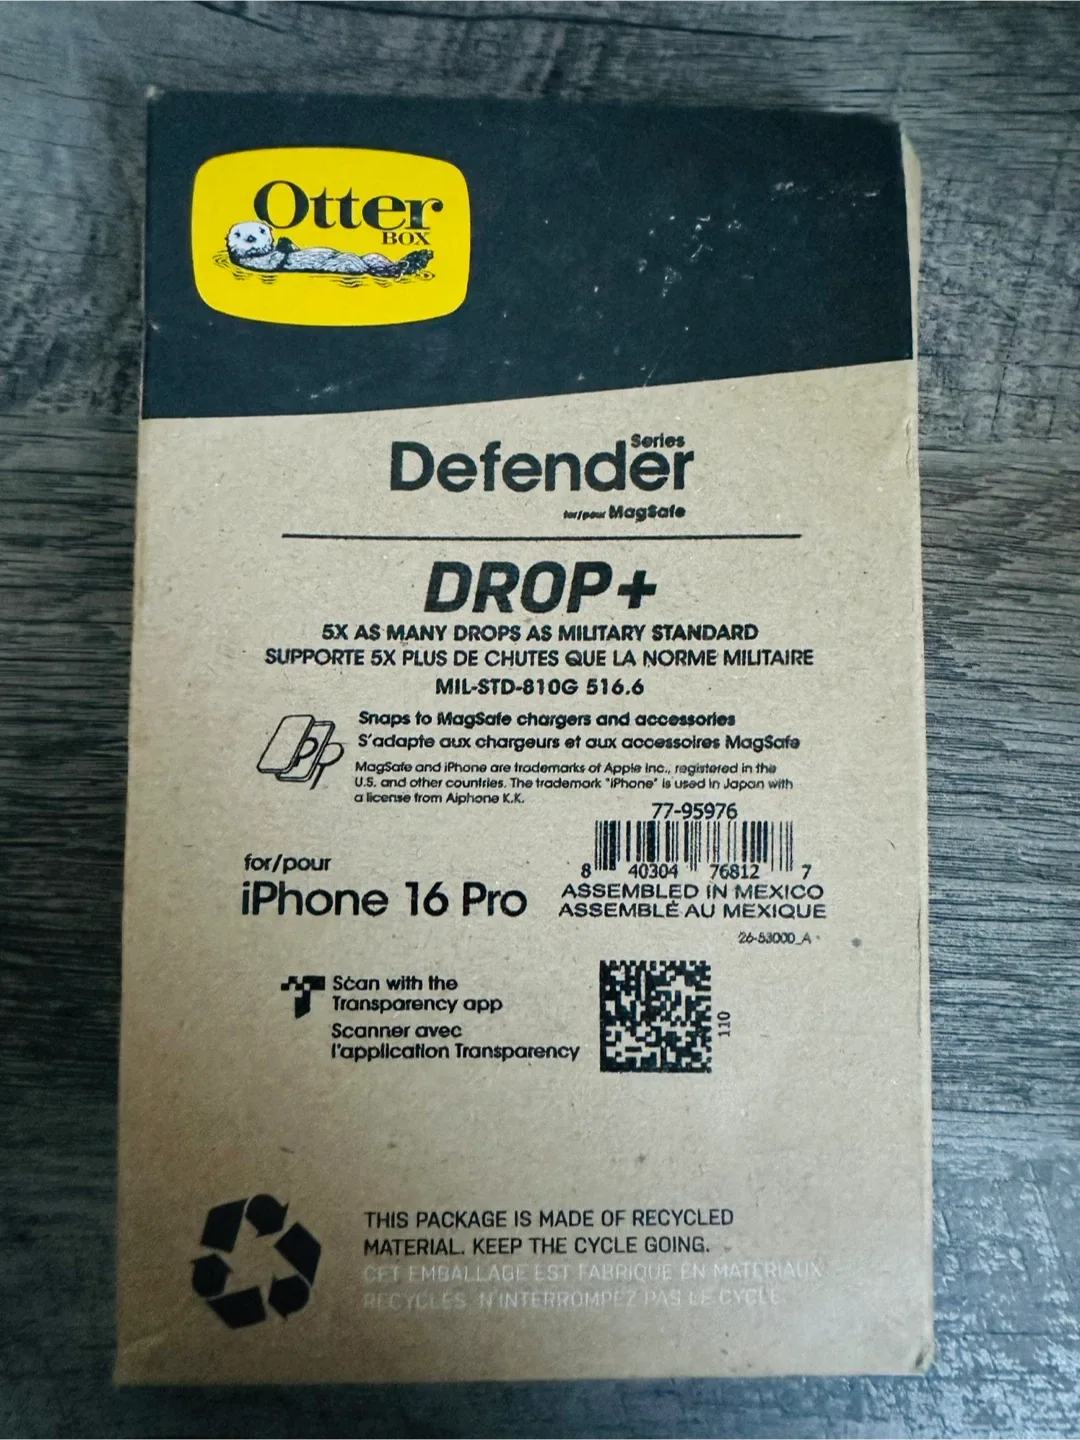 Otter
BOX
Series
Defender
for/pour MagSafe
DROP+
5X AS MANY DROPS AS MILITARY STANDARD
SUPPORTE 5X PLUS DE CHUTES QUE LA NORME MILITAIRE
MIL-STD-810G 516.6
Snaps to MagSafe chargers and accessories
S'adapte aux chargeurs et aux accessoires MagSafe
MagSafe and iPhone are trademarks of Apple Inc., registered in the
U.S. and other countries. The trademark "iPhone" is used in Japan with
a license from Aiphone K.K.
77-95976
8 40304 76812 7
ASSEMBLED IN MEXICO
ASSEMBLÉ AU MEXIQUE
26-53000_A
for/pour
iPhone 16 Pro
Scan with the
Transparency app
Scanner avec
l'application Transparency
110
THIS PACKAGE IS MADE OF RECYCLED
MATERIAL. KEEP THE CYCLE GOING.
CET EMBALLAGE EST FABRIQUÉ EN MATÉRIAUX
RECYCLÉS. N'INTERROMPEZ PAS LE CYCLE.